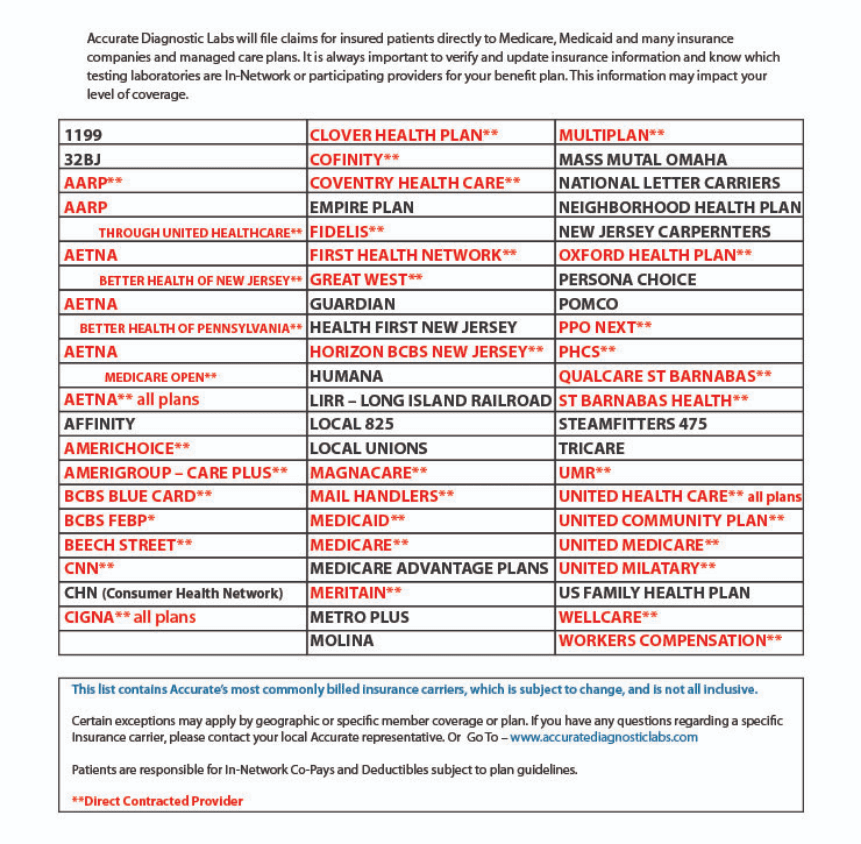 Accurate Diagnostic Labs will file claims for insured patients directly to Medicare, Medicaid and many insurance
companies and managed care plans. It is always important to verify and update insurance information and know which
testing laboratories are In-Network or participating providers for your benefit plan. This information may impact your
level of coverage.
1199 CLOVER HEALTH PLAN** MULTIPLAN**
32BJ COFINITY** MASS MUTAL OMAHA
AARP** COVENTRY HEALTH CARE** NATIONAL LETTER CARRIERS
AARP EMPIRE PLAN NEIGHBORHOOD HEALTH PLAN
THROUGH UNITED HEALTHCARE** FIDELIS** NEW JERSEY CARPERNTERS
AETNA FIRST HEALTH NETWORK** OXFORD HEALTH PLAN**
BETTER HEALTH OF NEW JERSEY** GREAT WEST** PERSONA CHOICE
AETNA GUARDIAN POMCO
BETTER HEALTH OF PENNSYLVANIA** HEALTH FIRST NEW JERSEY PPO NEXT**
AETNA HORIZON BCBS NEW JERSEY** PHCS**
MEDICARE OPEN** HUMANA QUALCARE ST BARNABAS**
AETNA** all plans LIRR – LONG ISLAND RAILROAD ST BARNABAS HEALTH**
AFFINITY LOCAL 825 STEAMFITTERS 475
AMERICHOICE** LOCAL UNIONS TRICARE
AMERIGROUP – CARE PLUS** MAGNACARE** UMR**
BCBS BLUE CARD** MAIL HANDLERS** UNITED HEALTH CARE** all plans
BCBS FEBP* MEDICAID** UNITED COMMUNITY PLAN**
BEECH STREET** MEDICARE** UNITED MEDICARE**
CNN** MEDICARE ADVANTAGE PLANS UNITED MILATARY**
CHN (Consumer Health Network) MERITAIN** US FAMILY HEALTH PLAN
CIGNA** all plans METRO PLUS WELLCARE**
MOLINA WORKERS COMPENSATION**
This list contains Accurate's most commonly billed insurance carriers, which is subject to change, and is not all inclusive.
Certain exceptions may apply by geographic or specific member coverage or plan. If you have any questions regarding a specific
Insurance carrier, please contact your local Accurate representative. Or Go To – www.accuratediagnosticlabs.com
Patients are responsible for In-Network Co-Pays and Deductibles subject to plan guidelines.
**Direct Contracted Provider